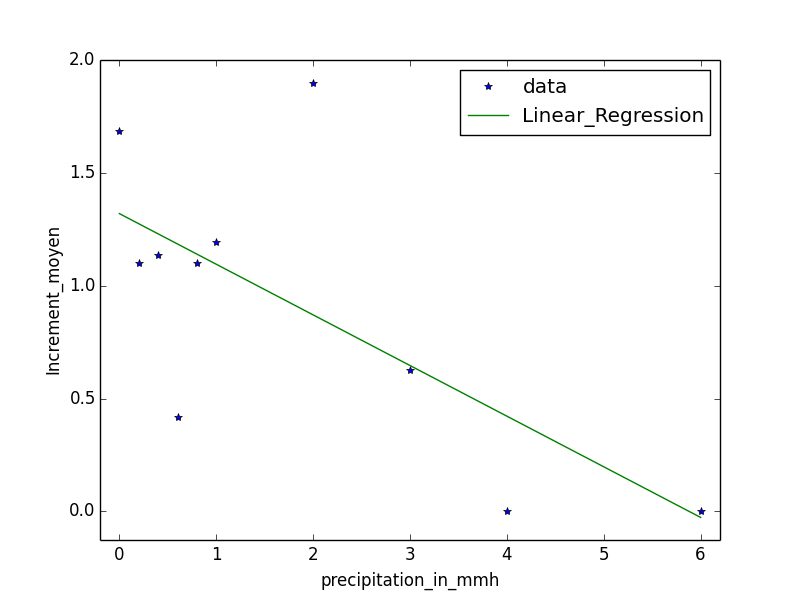 data
Linear_Regression
2.0
1.5
1.0
0.5
0.0
Increment_moyen
0 1 2 3 4 5 6
precipitation_in_mmh